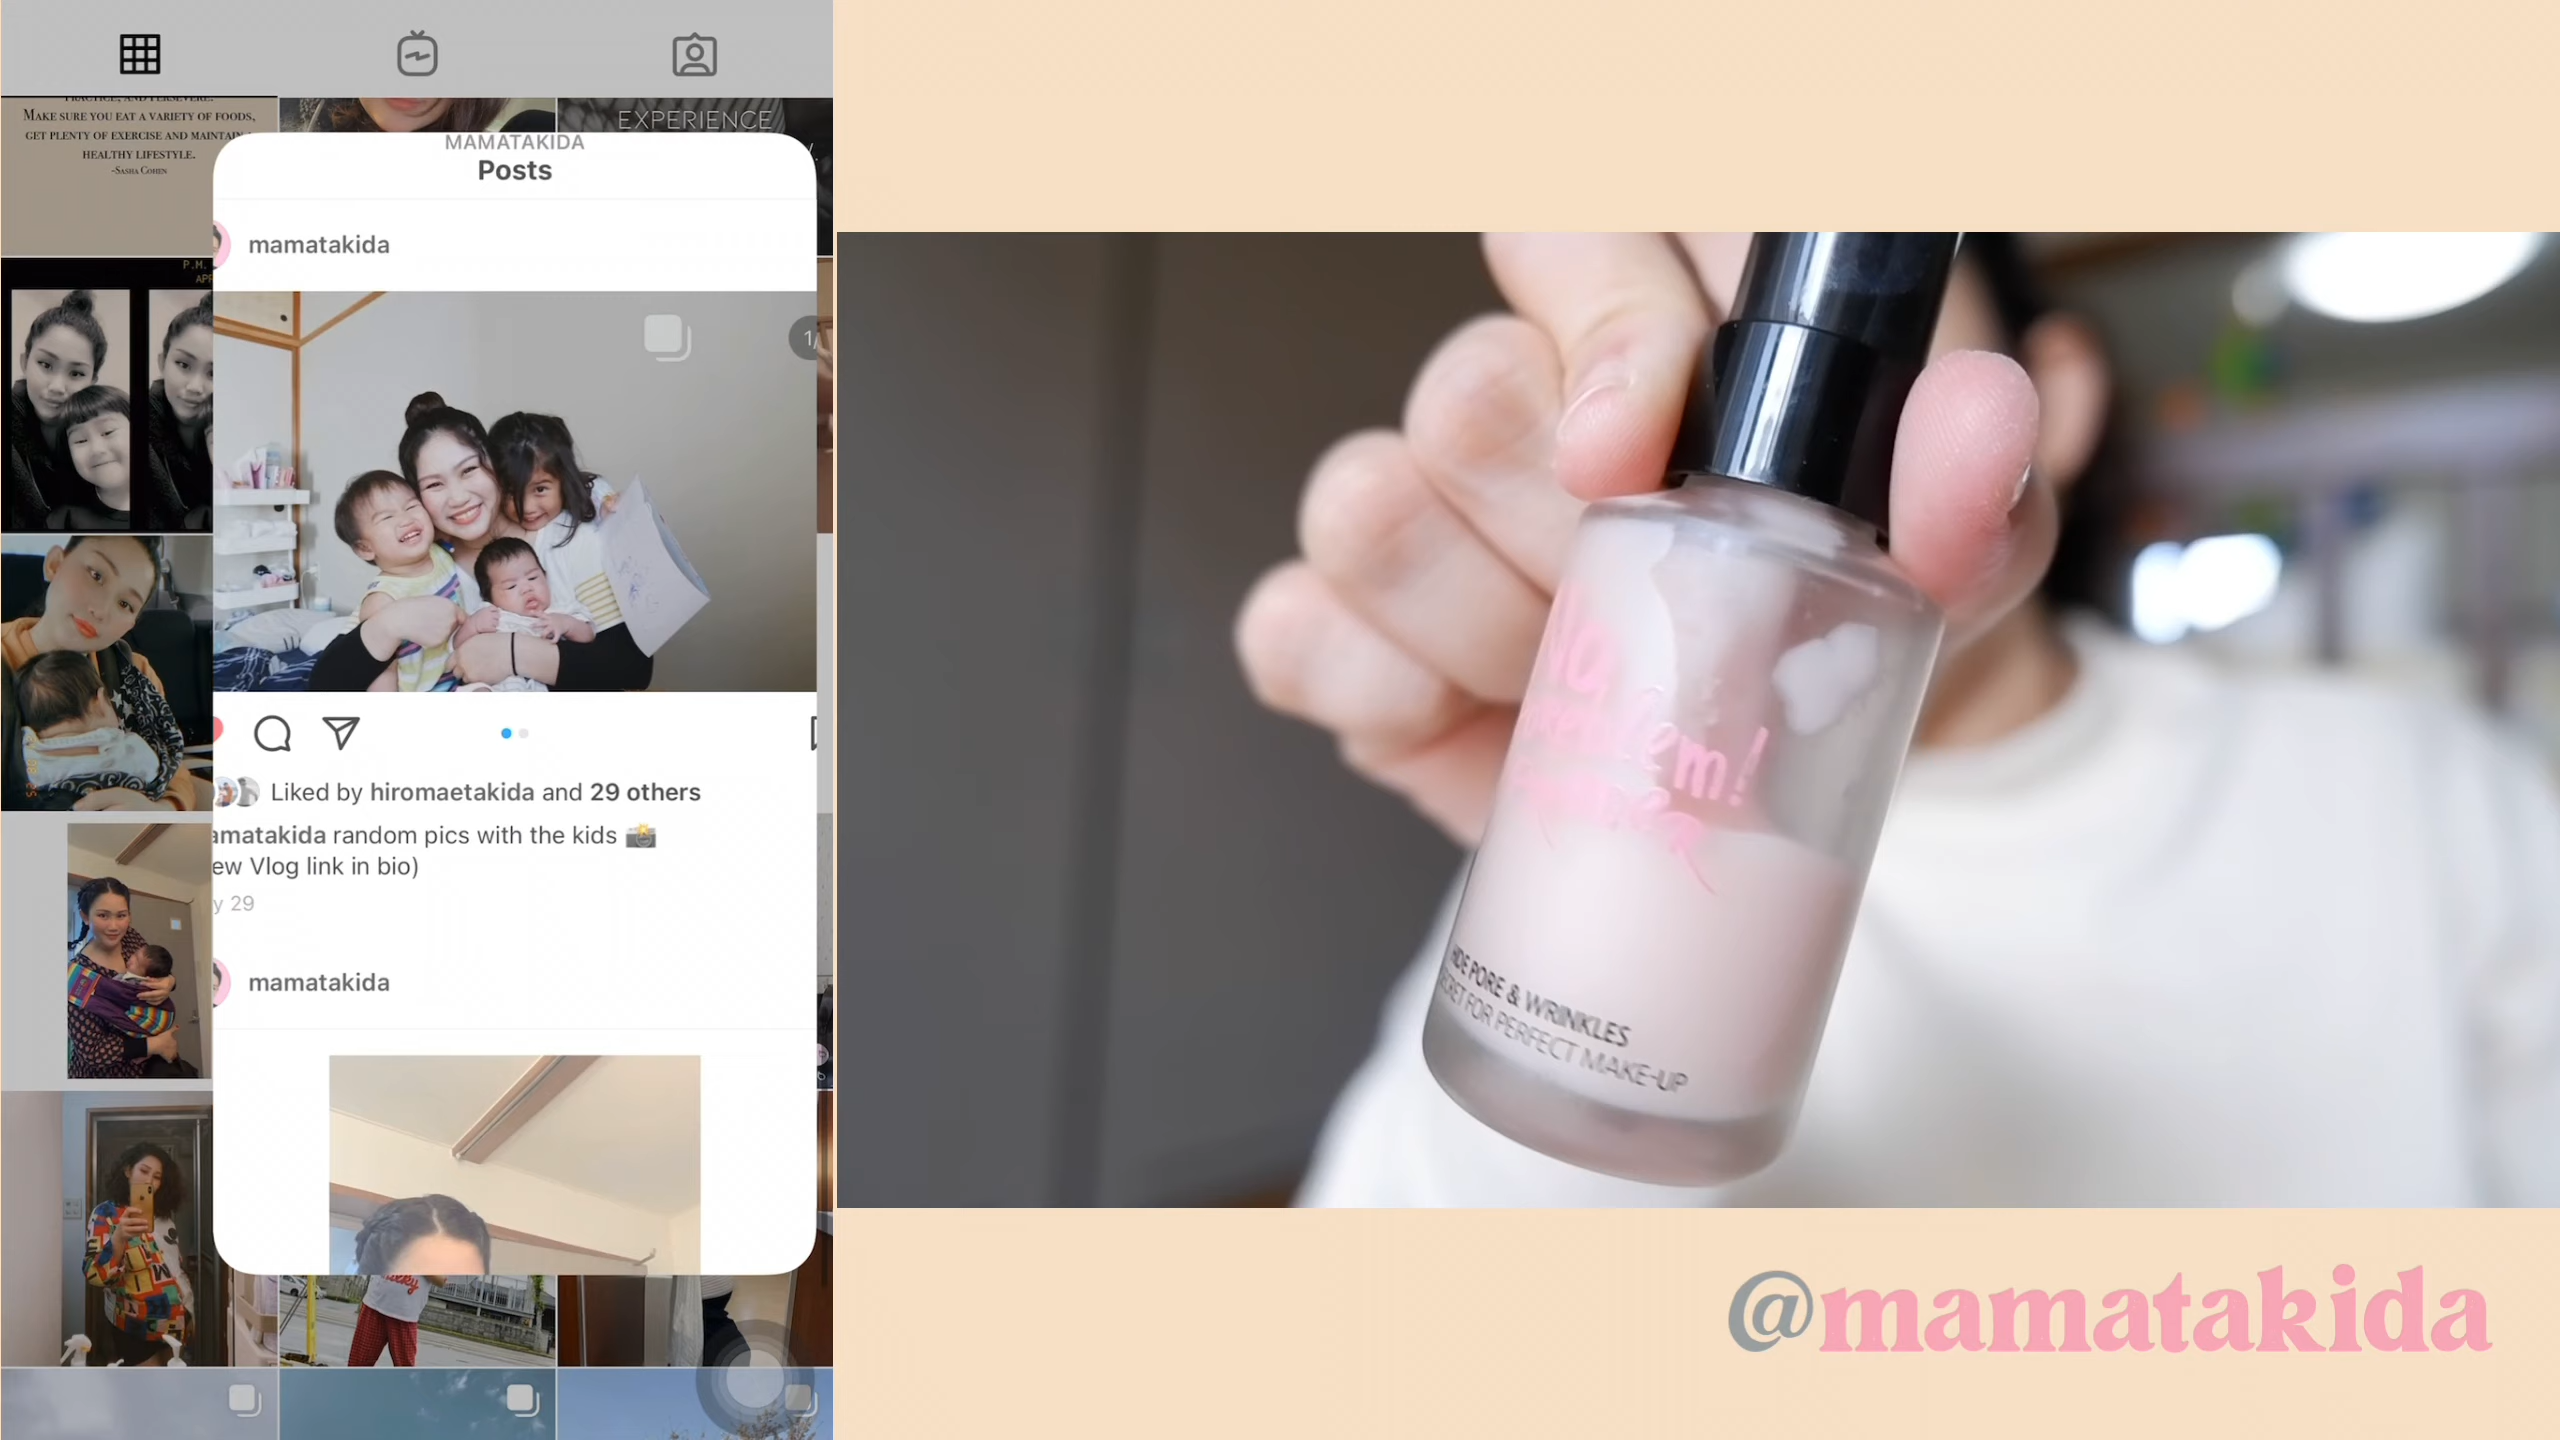 MAKE SURE YOU EAT A VARIETY OF FOODS,
GET PLENTY OF EXERCISE AND MAINTAIN
HEALTHY LIFESTYLE.
-SASHA COHEN
EXPERIENCE
P.M.
MAMATAKIDA
Posts
mamatakida
1/
Liked by hiromaetakida and 29 others
amatakida random pics with the kids
ew Vlog link in bio)
y 29
mamatakida
m!
HIDE PORE & WRINKLES
SECRET FOR PERFECT MAKE-UP
@mamatakida